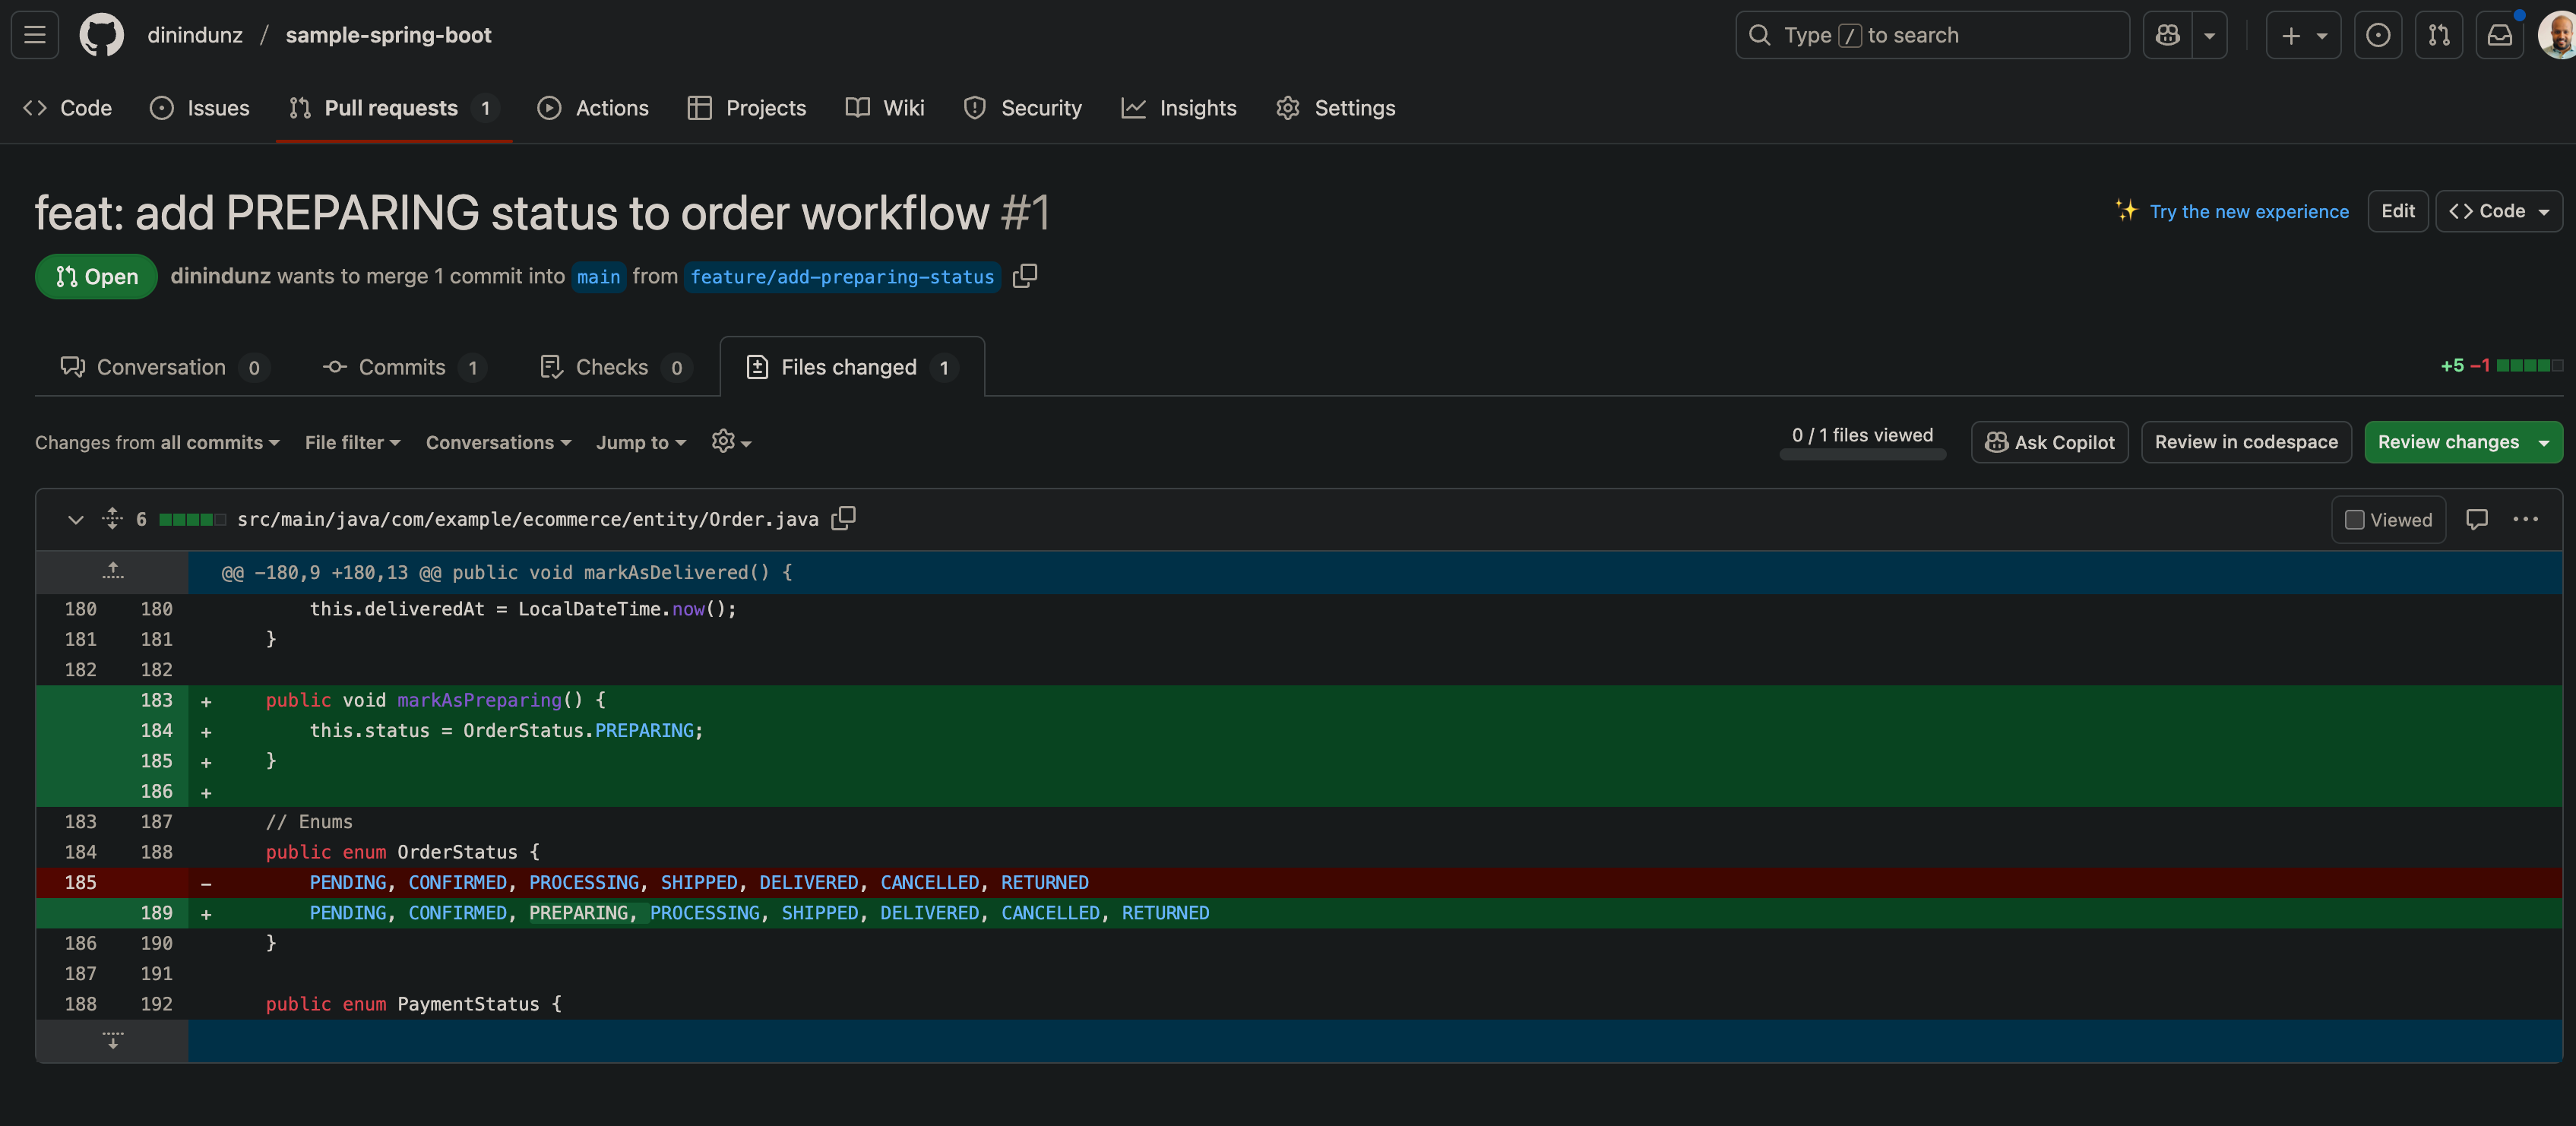 dinindunz / sample-spring-boot
Type / to search
Code
Issues
Pull requests 1
Actions
Projects
Wiki
Security
Insights
Settings
feat: add PREPARING status to order workflow #1
Try the new experience
Edit
Code
Open
dinindunz wants to merge 1 commit into main from feature/add-preparing-status
Conversation 0
Commits 1
Checks 0
Files changed 1
+5 −1
Changes from all commits
File filter
Conversations
Jump to
0 / 1 files viewed
Ask Copilot
Review in codespace
Review changes
6 src/main/java/com/example/ecommerce/entity/Order.java
Viewed
@@ -180,9 +180,13 @@ public void markAsDelivered() {
180 180 this.deliveredAt = LocalDateTime.now();
181 181 }
182 182
183 + public void markAsPreparing() {
184 + this.status = OrderStatus.PREPARING;
185 + }
186 +
183 187 // Enums
184 188 public enum OrderStatus {
185 - PENDING, CONFIRMED, PROCESSING, SHIPPED, DELIVERED, CANCELLED, RETURNED
189 + PENDING, CONFIRMED, PREPARING, PROCESSING, SHIPPED, DELIVERED, CANCELLED, RETURNED
186 190 }
187 191
188 192 public enum PaymentStatus {